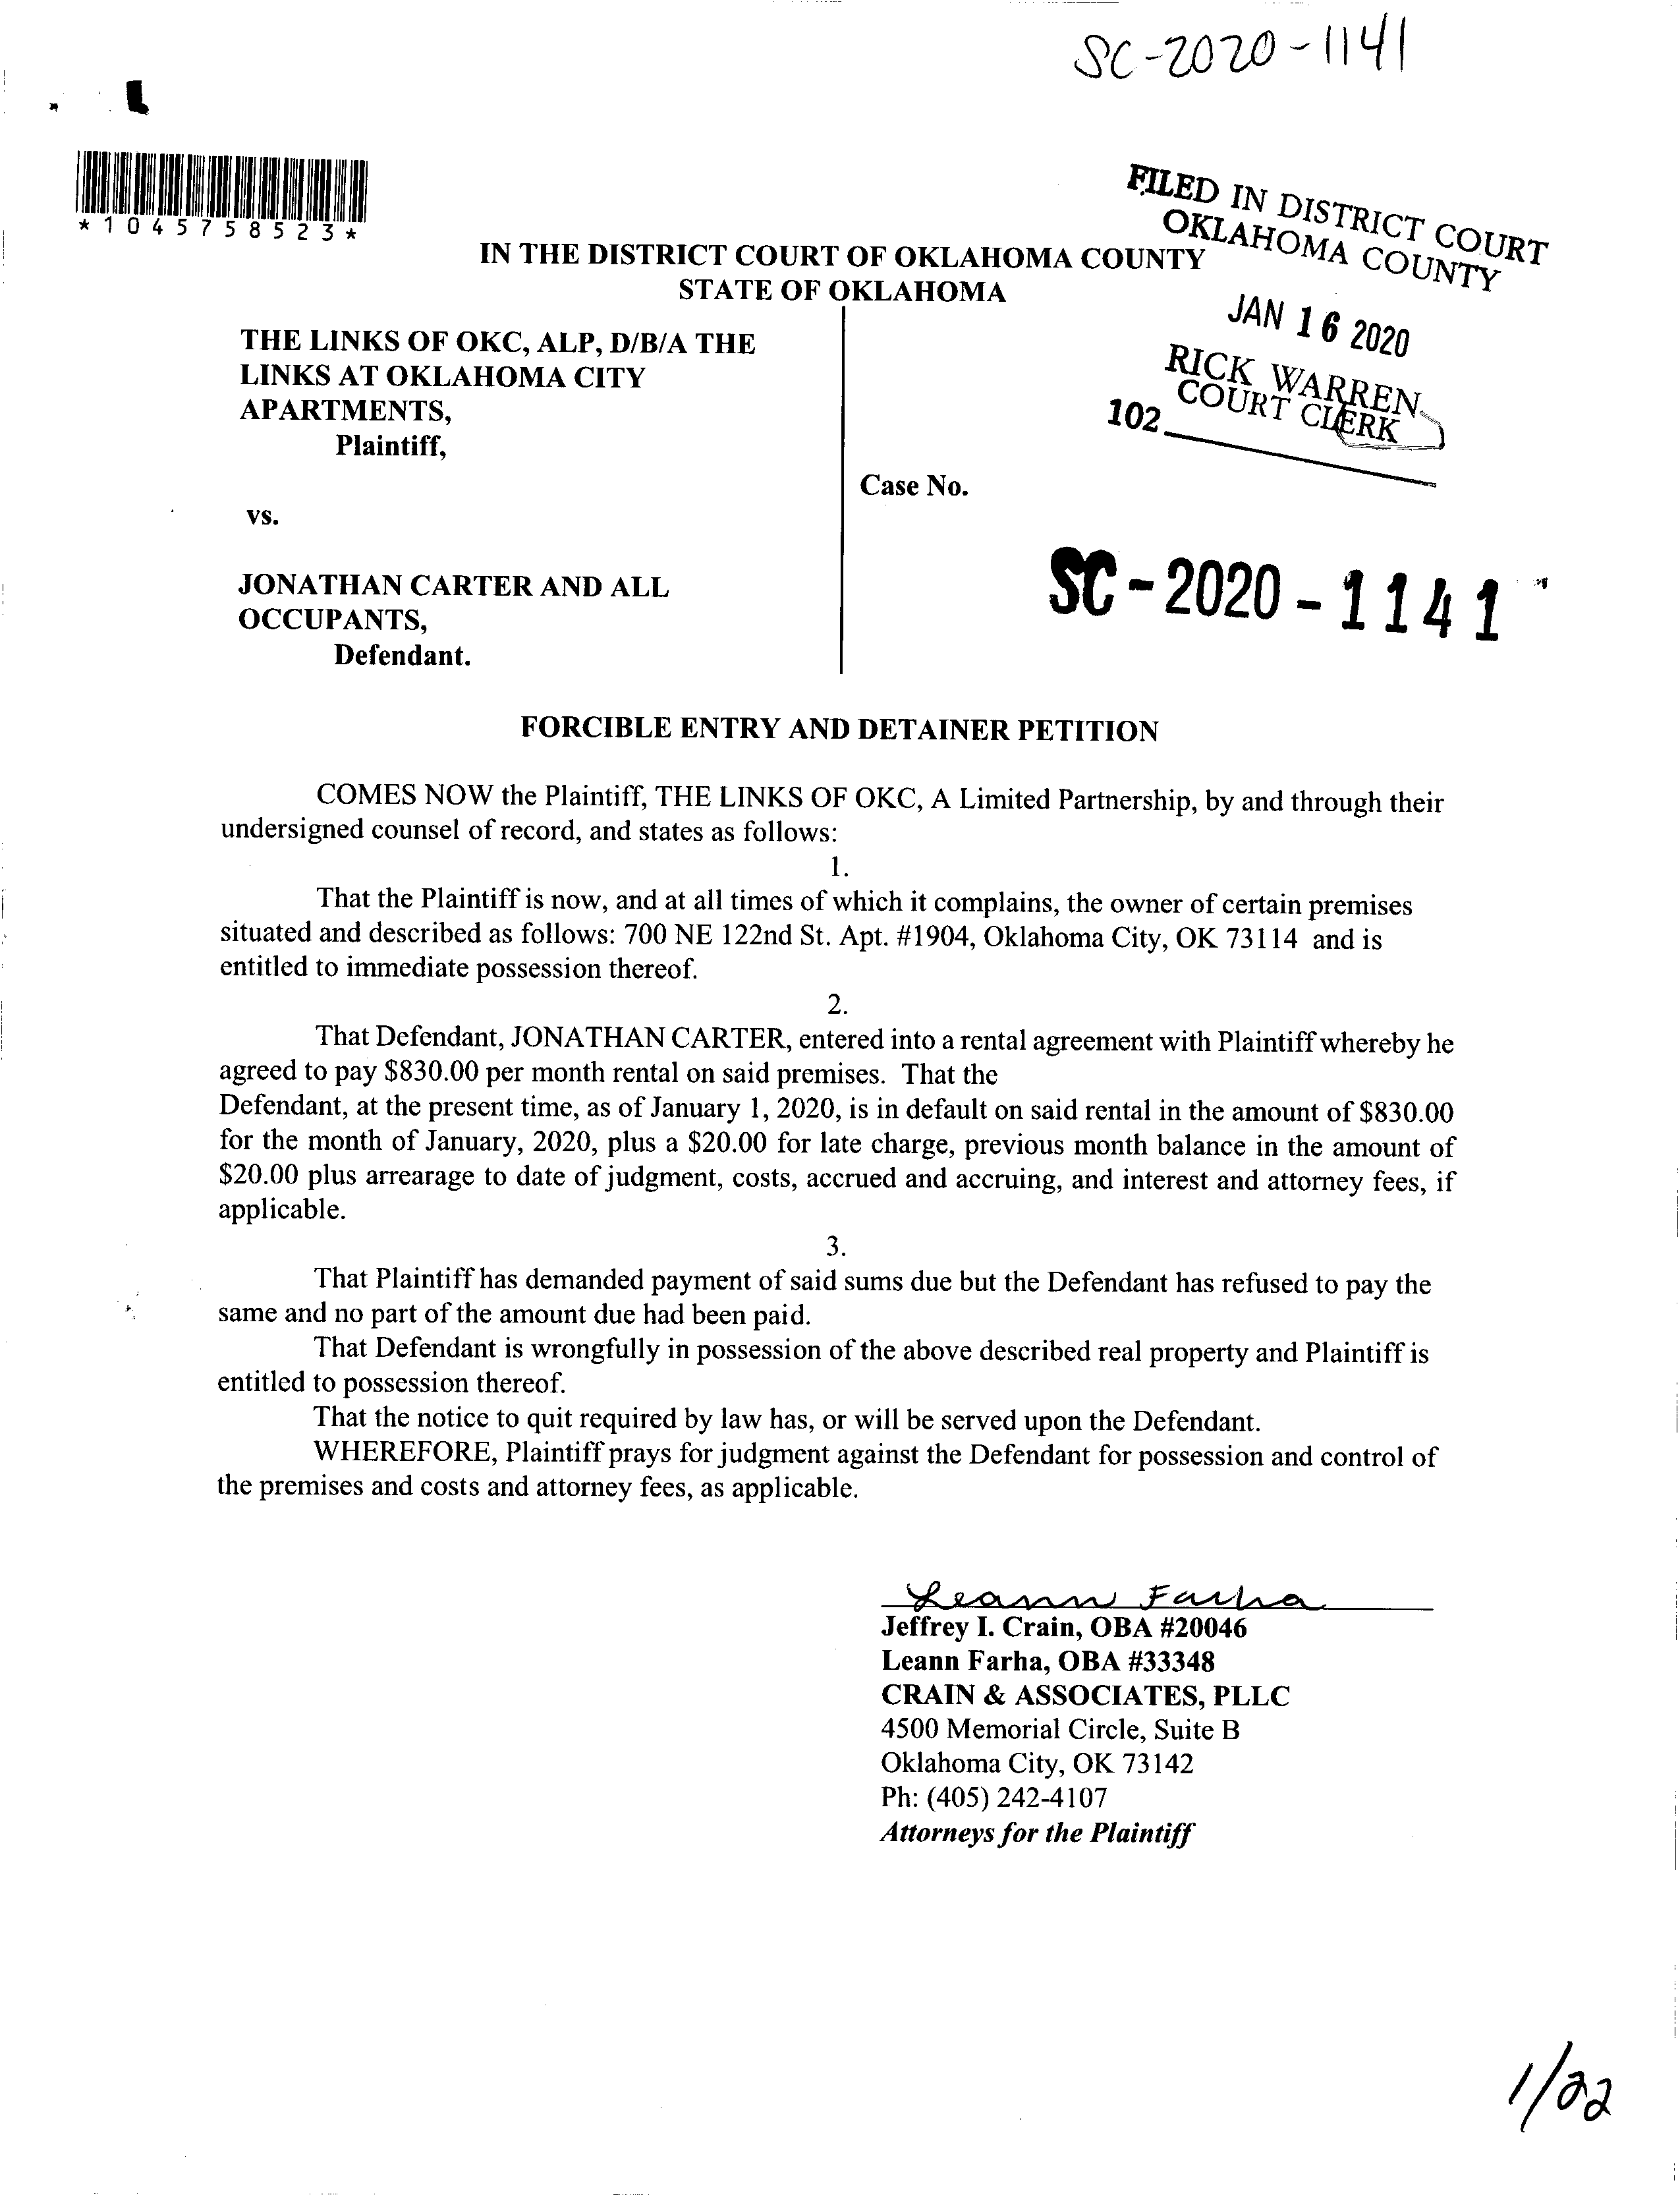 SC-2020-1141
*1045758523*
FILED IN DISTRICT COURT
OKLAHOMA COUNTY
JAN 16 2020
RICK WARREN
COURT CLERK
102
IN THE DISTRICT COURT OF OKLAHOMA COUNTY
STATE OF OKLAHOMA
THE LINKS OF OKC, ALP, D/B/A THE
LINKS AT OKLAHOMA CITY
APARTMENTS,
Plaintiff,
vs.
JONATHAN CARTER AND ALL
OCCUPANTS,
Defendant.
Case No.
SC-2020-1141
FORCIBLE ENTRY AND DETAINER PETITION
COMES NOW the Plaintiff, THE LINKS OF OKC, A Limited Partnership, by and through their
undersigned counsel of record, and states as follows:
1.
That the Plaintiff is now, and at all times of which it complains, the owner of certain premises
situated and described as follows: 700 NE 122nd St. Apt. #1904, Oklahoma City, OK 73114 and is
entitled to immediate possession thereof.
2.
That Defendant, JONATHAN CARTER, entered into a rental agreement with Plaintiff whereby he
agreed to pay $830.00 per month rental on said premises. That the
Defendant, at the present time, as of January 1, 2020, is in default on said rental in the amount of $830.00
for the month of January, 2020, plus a $20.00 for late charge, previous month balance in the amount of
$20.00 plus arrearage to date of judgment, costs, accrued and accruing, and interest and attorney fees, if
applicable.
3.
That Plaintiff has demanded payment of said sums due but the Defendant has refused to pay the
same and no part of the amount due had been paid.
That Defendant is wrongfully in possession of the above described real property and Plaintiff is
entitled to possession thereof.
That the notice to quit required by law has, or will be served upon the Defendant.
WHEREFORE, Plaintiff prays for judgment against the Defendant for possession and control of
the premises and costs and attorney fees, as applicable.
Leann Farha
Jeffrey I. Crain, OBA #20046
Leann Farha, OBA #33348
CRAIN & ASSOCIATES, PLLC
4500 Memorial Circle, Suite B
Oklahoma City, OK 73142
Ph: (405) 242-4107
Attorneys for the Plaintiff
1/22